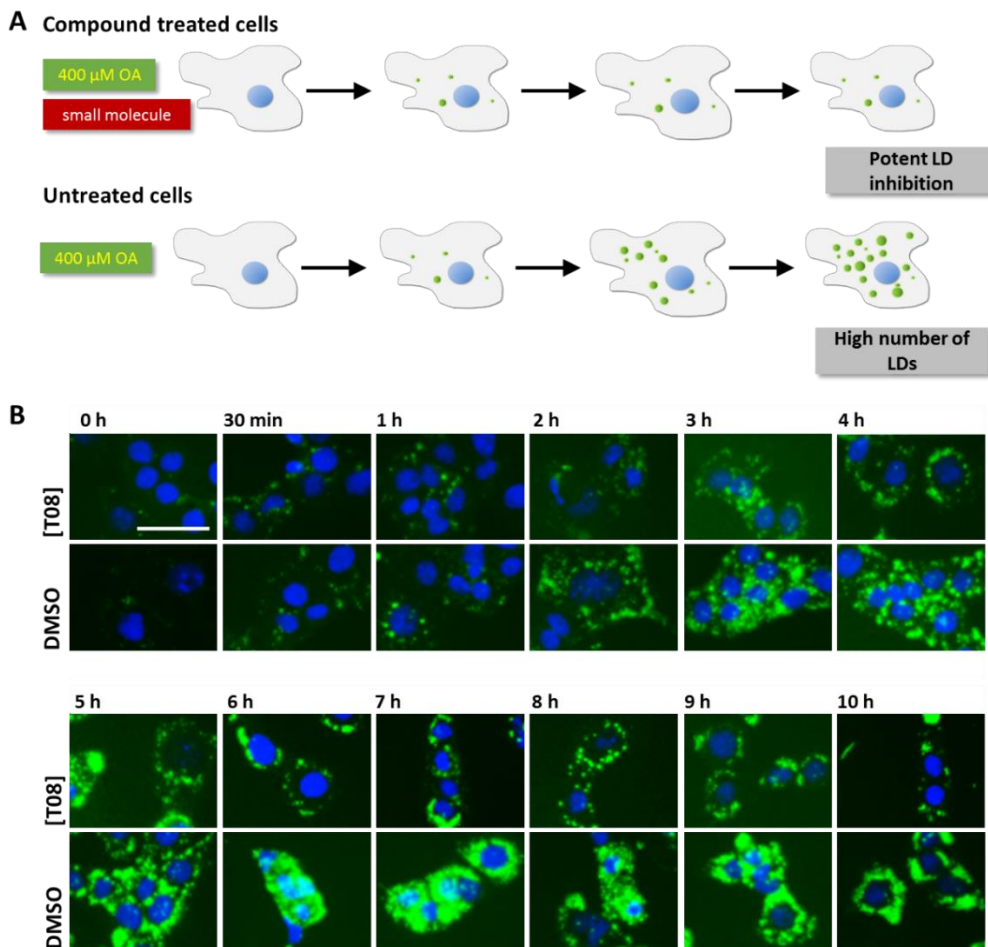 A
Compound treated cells
400 µM OA
small molecule
Potent LD
inhibition
Untreated cells
400 µM OA
High number of
LDs
B
0 h 30 min 1 h 2 h 3 h 4 h
[T08]
DMSO
5 h 6 h 7 h 8 h 9 h 10 h
[T08]
DMSO